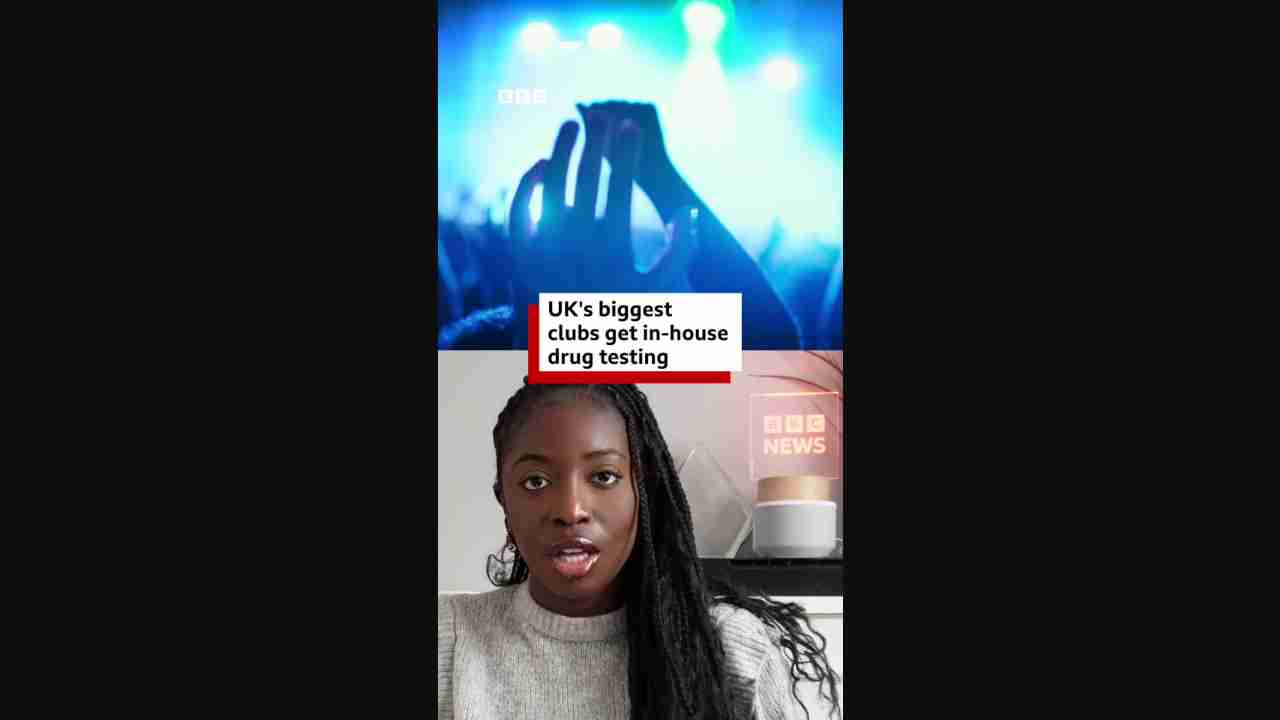 BBC
UK's biggest
clubs get in-house
drug testing
BBC
NEWS